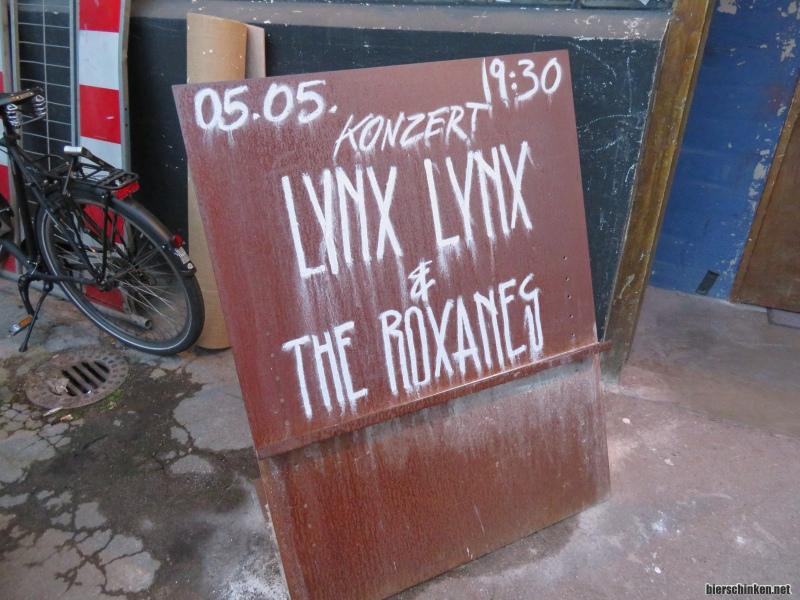 05.05. 19:30
KONZERT
LYNX LYNX
&
THE ROXANES
bierschinken.net